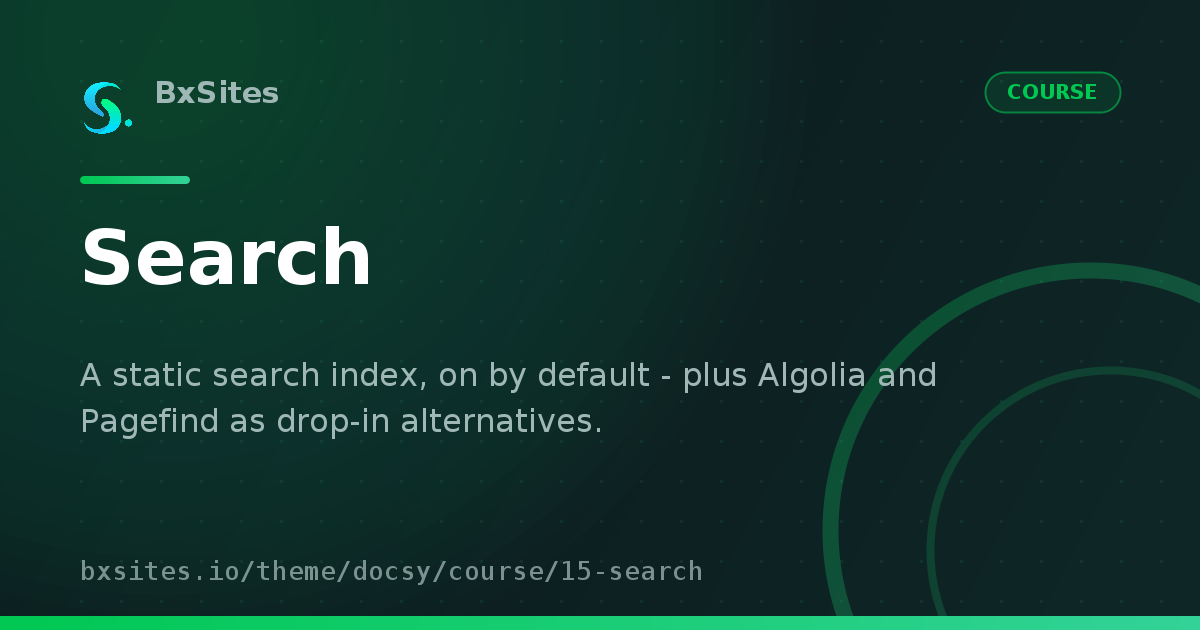 BxSites
COURSE
Search
A static search index, on by default - plus Algolia and
Pagefind as drop-in alternatives.
bxsites.io/theme/docsy/course/15-search